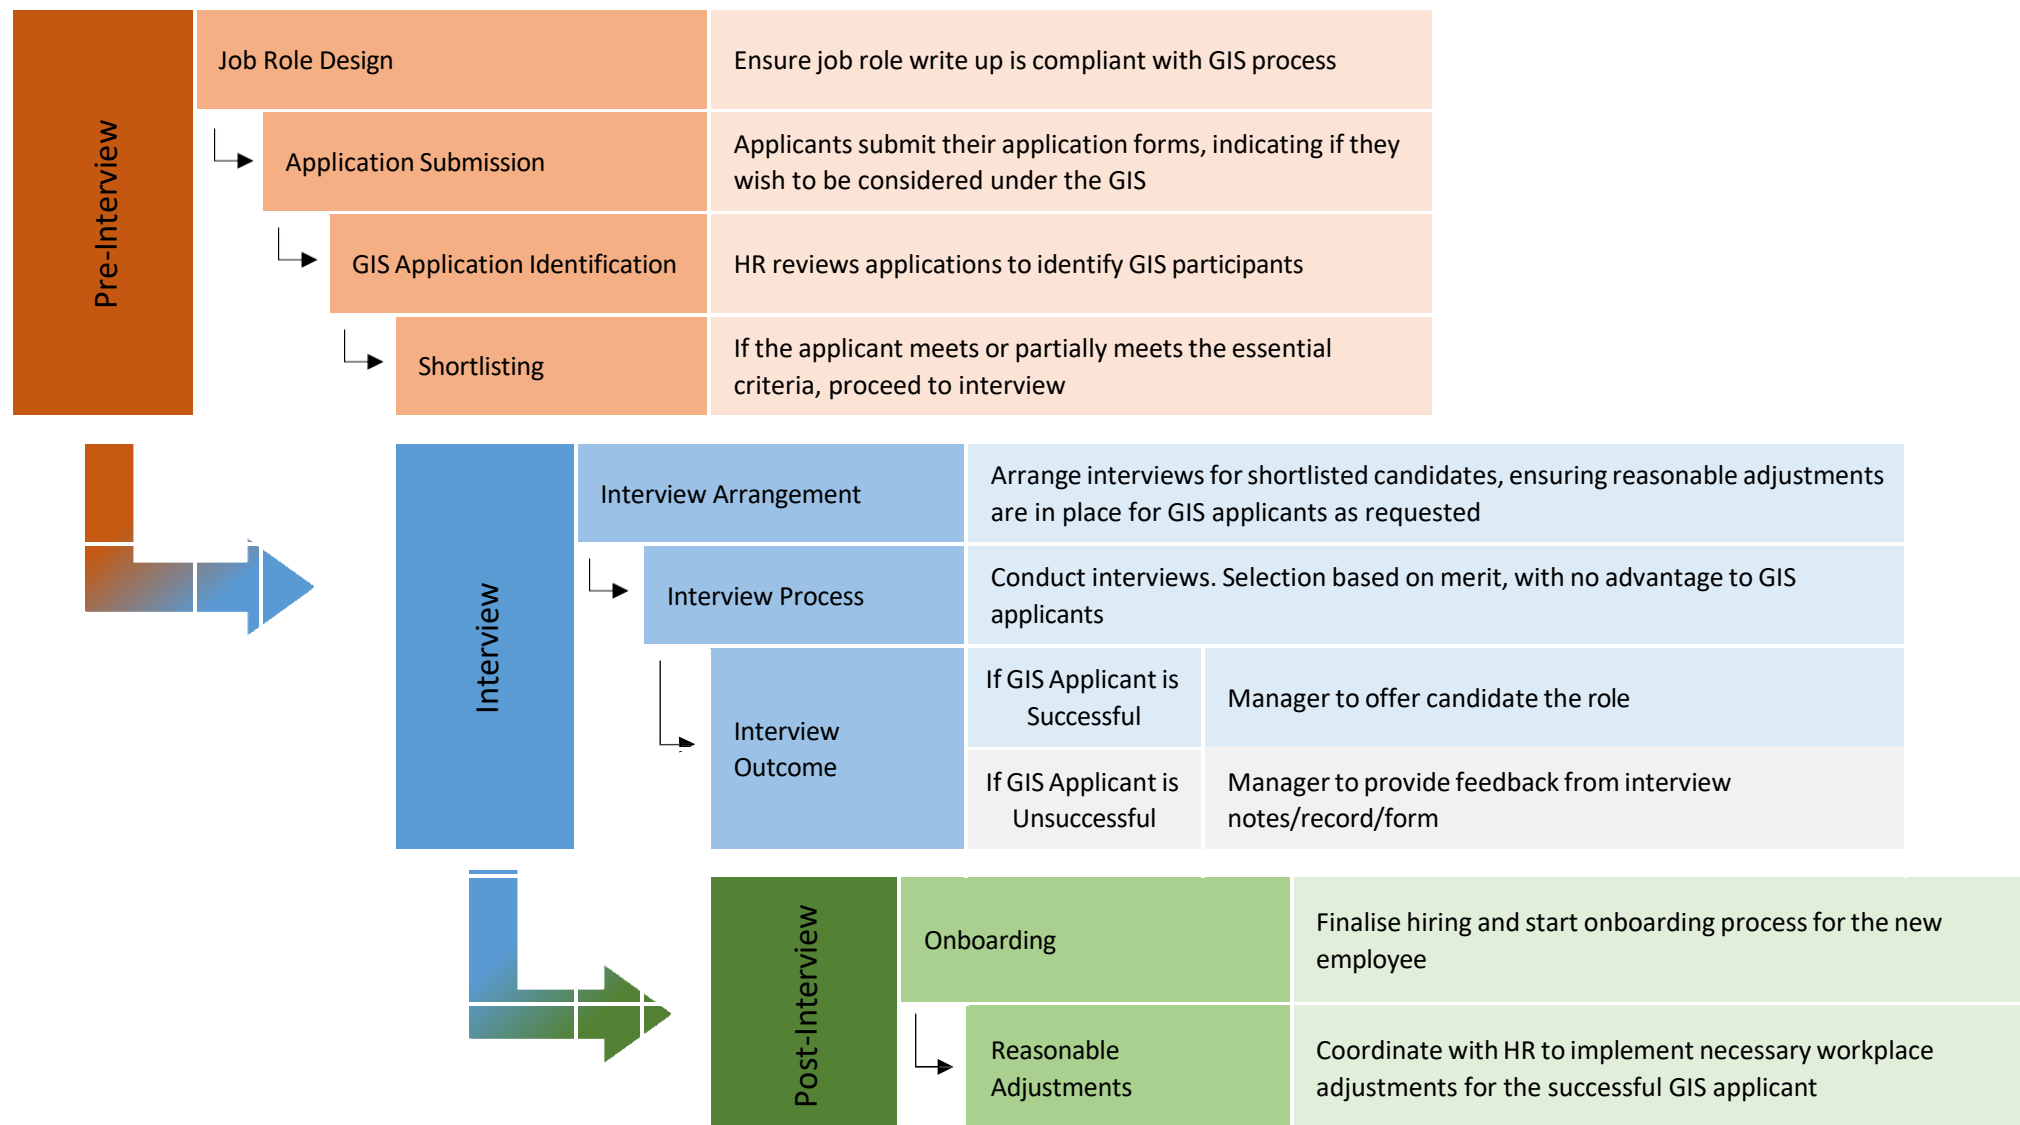 Pre-Interview
Job Role Design
Ensure job role write up is compliant with GIS process
Application Submission
Applicants submit their application forms, indicating if they
wish to be considered under the GIS
GIS Application Identification
HR reviews applications to identify GIS participants
Shortlisting
If the applicant meets or partially meets the essential
criteria, proceed to interview
Interview
Interview Arrangement
Arrange interviews for shortlisted candidates, ensuring reasonable adjustments
are in place for GIS applicants as requested
Interview Process
Conduct interviews. Selection based on merit, with no advantage to GIS
applicants
Interview
Outcome
If GIS Applicant is
Successful
Manager to offer candidate the role
If GIS Applicant is
Unsuccessful
Manager to provide feedback from interview
notes/record/form
Post-Interview
Onboarding
Finalise hiring and start onboarding process for the new
employee
Reasonable
Adjustments
Coordinate with HR to implement necessary workplace
adjustments for the successful GIS applicant